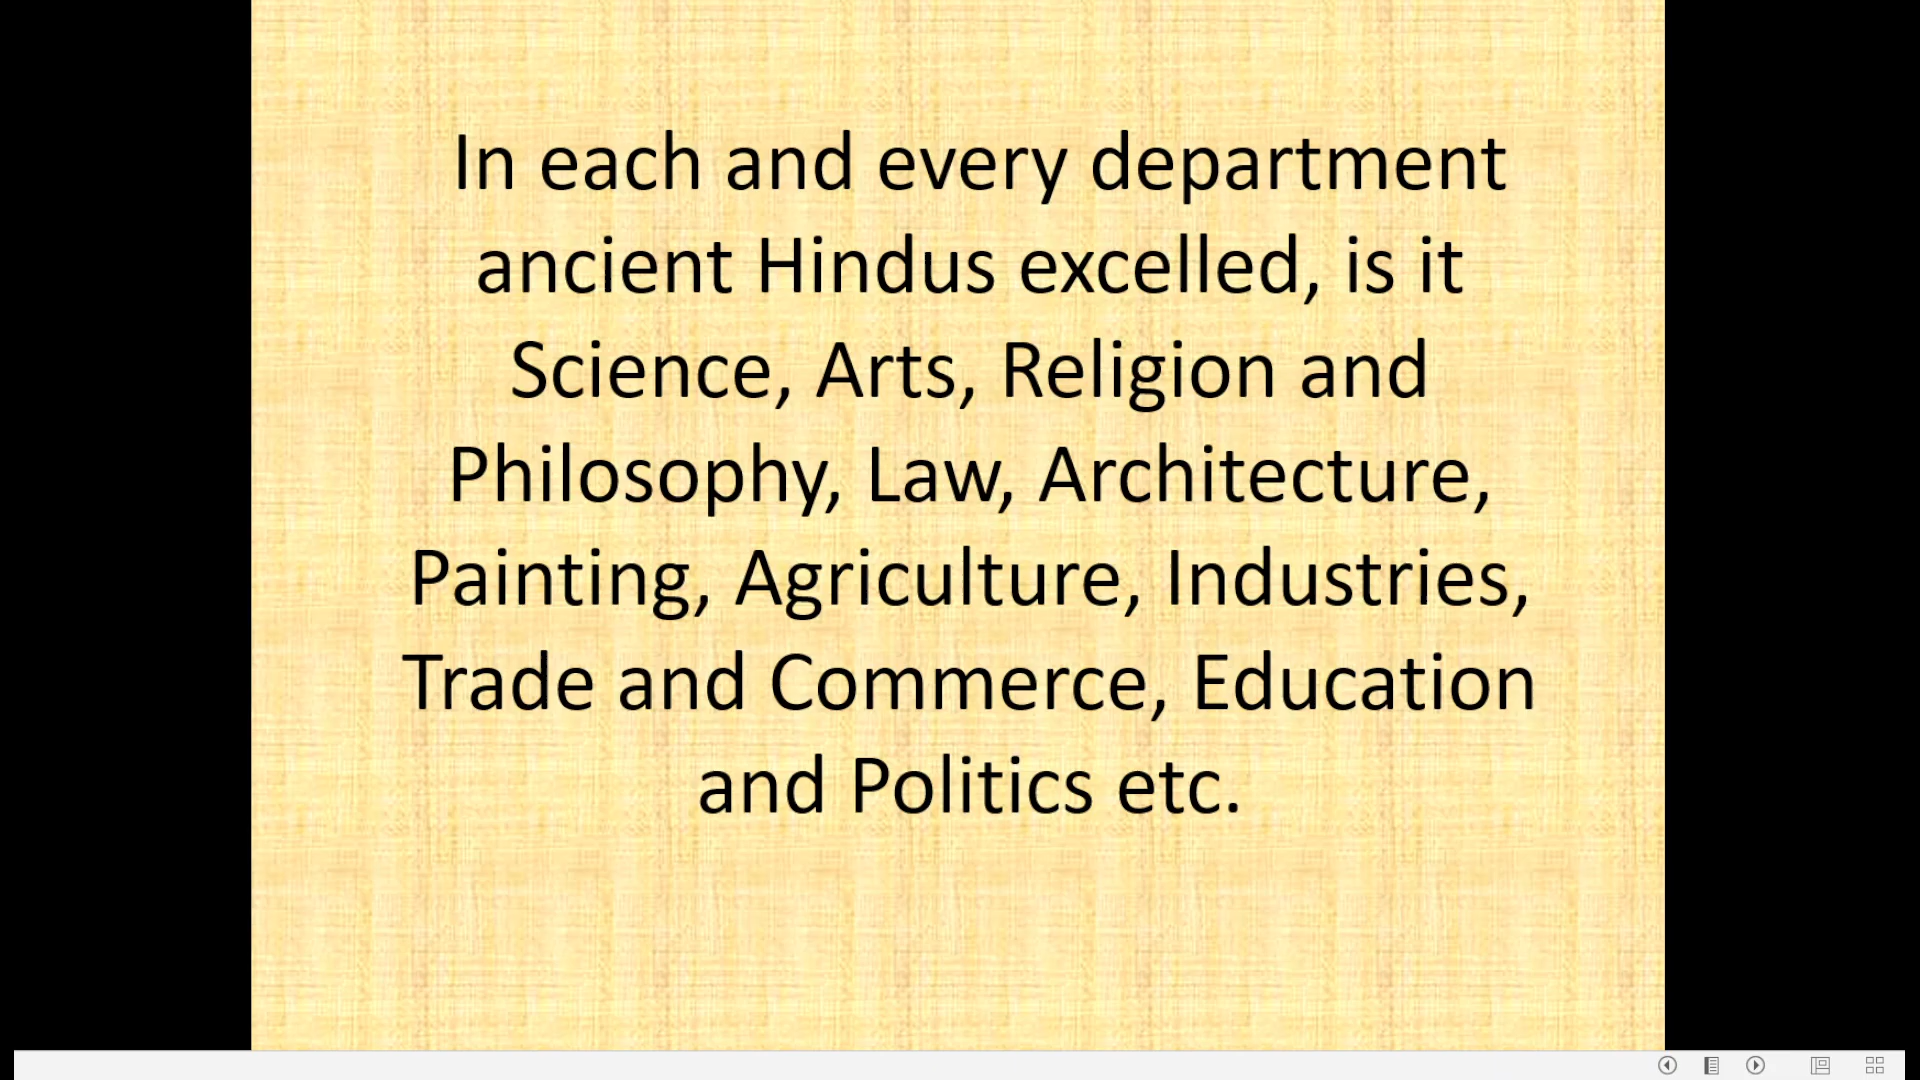 In each and every department
ancient Hindus excelled, is it
Science, Arts, Religion and
Philosophy, Law, Architecture,
Painting, Agriculture, Industries,
Trade and Commerce, Education
and Politics etc.